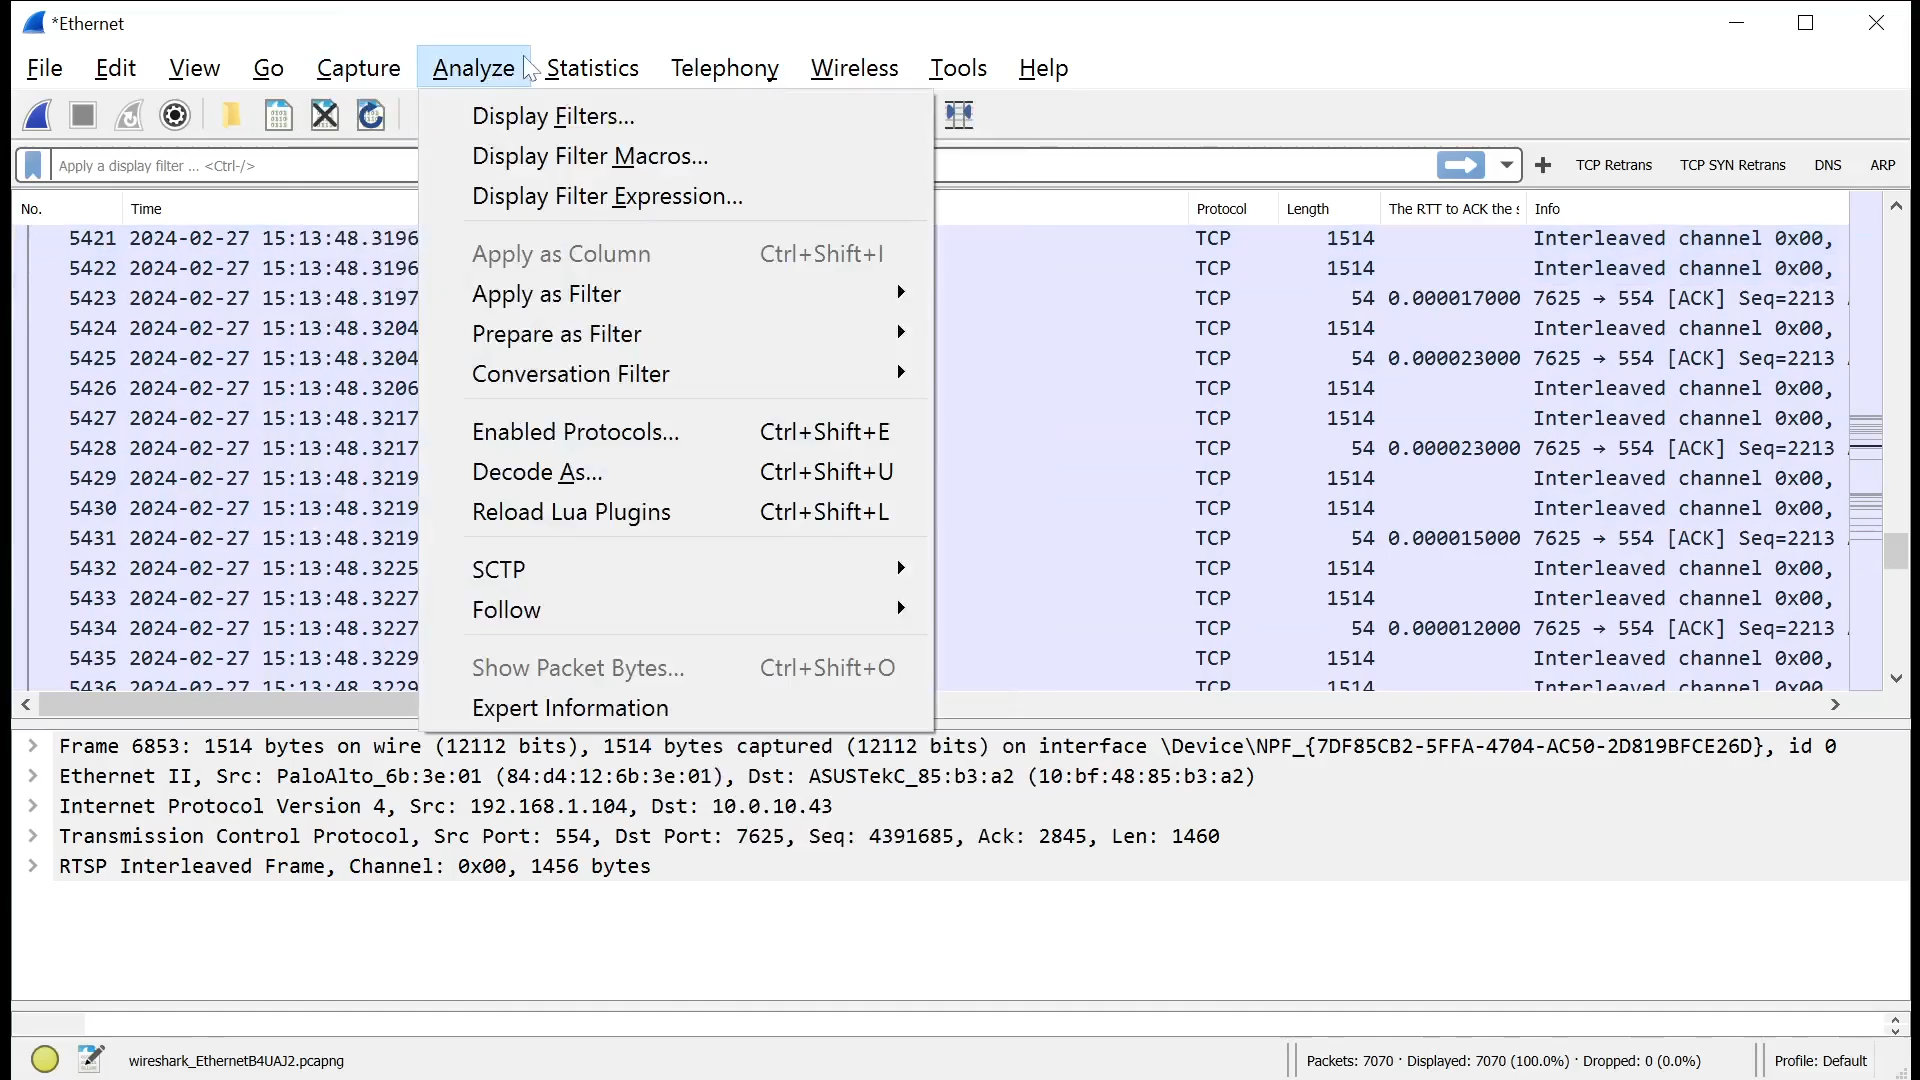 *Ethernet
File Edit View Go Capture Analyze Statistics Telephony Wireless Tools Help
Display Filters...
Display Filter Macros...
Display Filter Expression...
Apply as Column Ctrl+Shift+I
Apply as Filter
Prepare as Filter
Conversation Filter
Enabled Protocols... Ctrl+Shift+E
Decode As... Ctrl+Shift+U
Reload Lua Plugins Ctrl+Shift+L
SCTP
Follow
Show Packet Bytes... Ctrl+Shift+O
Expert Information
Apply a display filter ... <Ctrl-/> TCP Retrans TCP SYN Retrans DNS ARP
No. Time Protocol Length The RTT to ACK the s Info
5421 2024-02-27 15:13:48.3196 TCP 1514 Interleaved channel 0x00,
5422 2024-02-27 15:13:48.3196 TCP 1514 Interleaved channel 0x00,
5423 2024-02-27 15:13:48.3197 TCP 54 0.000017000 7625 → 554 [ACK] Seq=2213
5424 2024-02-27 15:13:48.3204 TCP 1514 Interleaved channel 0x00,
5425 2024-02-27 15:13:48.3204 TCP 54 0.000023000 7625 → 554 [ACK] Seq=2213
5426 2024-02-27 15:13:48.3206 TCP 1514 Interleaved channel 0x00,
5427 2024-02-27 15:13:48.3217 TCP 1514 Interleaved channel 0x00,
5428 2024-02-27 15:13:48.3217 TCP 54 0.000023000 7625 → 554 [ACK] Seq=2213
5429 2024-02-27 15:13:48.3219 TCP 1514 Interleaved channel 0x00,
5430 2024-02-27 15:13:48.3219 TCP 1514 Interleaved channel 0x00,
5431 2024-02-27 15:13:48.3219 TCP 54 0.000015000 7625 → 554 [ACK] Seq=2213
5432 2024-02-27 15:13:48.3225 TCP 1514 Interleaved channel 0x00,
5433 2024-02-27 15:13:48.3227 TCP 1514 Interleaved channel 0x00,
5434 2024-02-27 15:13:48.3227 TCP 54 0.000012000 7625 → 554 [ACK] Seq=2213
5435 2024-02-27 15:13:48.3229 TCP 1514 Interleaved channel 0x00,
5436 2024-02-27 15:13:48.3229 TCP 1514 Interleaved channel 0x00,
Frame 6853: 1514 bytes on wire (12112 bits), 1514 bytes captured (12112 bits) on interface \Device\NPF_{7DF85CB2-5FFA-4704-AC50-2D819BFCE26D}, id 0
Ethernet II, Src: PaloAlto_6b:3e:01 (84:d4:12:6b:3e:01), Dst: ASUSTekC_85:b3:a2 (10:bf:48:85:b3:a2)
Internet Protocol Version 4, Src: 192.168.1.104, Dst: 10.0.10.43
Transmission Control Protocol, Src Port: 554, Dst Port: 7625, Seq: 4391685, Ack: 2845, Len: 1460
RTSP Interleaved Frame, Channel: 0x00, 1456 bytes
wireshark_EthernetB4UAJ2.pcapng Packets: 7070 · Displayed: 7070 (100.0%) · Dropped: 0 (0.0%) Profile: Default